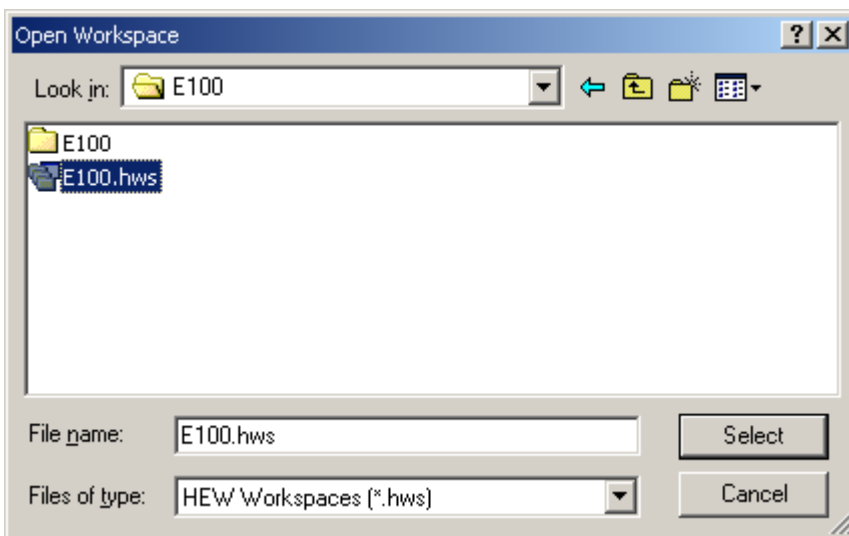 Open Workspace
Look in: E100
E100
E100.hws
File name: E100.hws Select
Files of type: HEW Workspaces (*.hws) Cancel